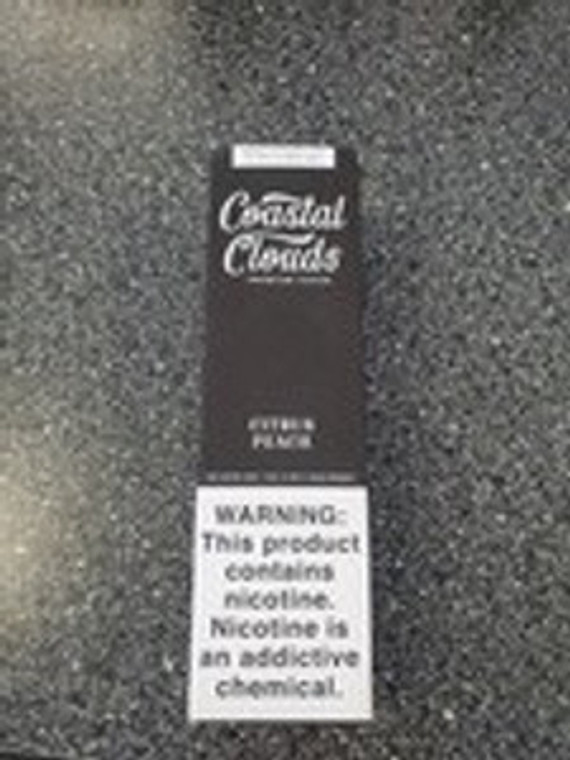 Coastal
Clouds
CITRUS
PEACH
WARNING:
This product
contains
nicotine.
Nicotine is
an addictive
chemical.